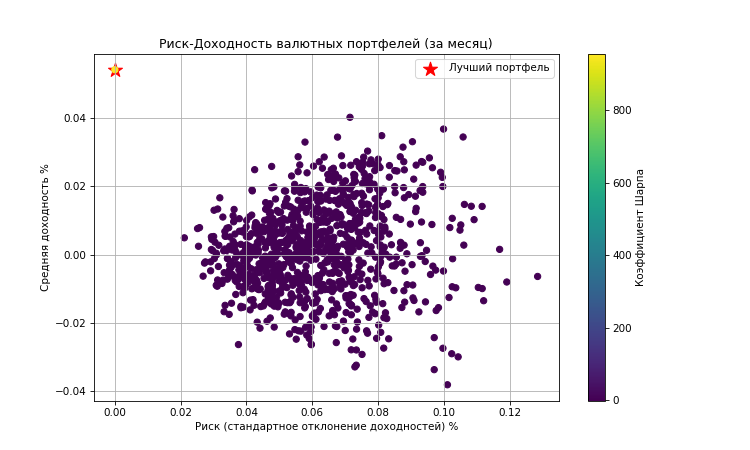 Риск-Доходность валютных портфелей (за месяц)
Лучший портфель
Средняя доходность %
0.04
0.02
0.00
−0.02
−0.04
0.00 0.02 0.04 0.06 0.08 0.10 0.12
Риск (стандартное отклонение доходностей) %
800
600
400
200
0
Коэффициент Шарпа